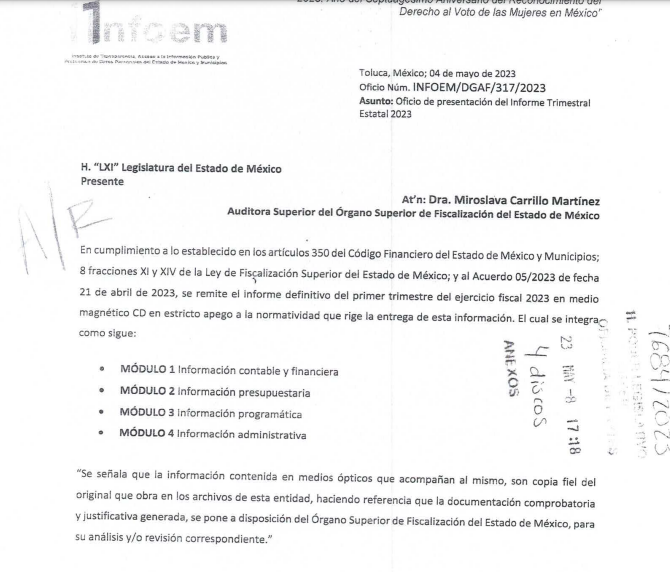 Derecho al Voto de las Mujeres en México"
Infoem
Instituto de Transparencia, Acceso a la Información Pública y
Protección de Datos Personales del Estado de México y Municipios
Toluca, México; 04 de mayo de 2023
Oficio Núm. INFOEM/DGAF/317/2023
Asunto: Oficio de presentación del Informe Trimestral
Estatal 2023
H. "LXI" Legislatura del Estado de México
Presente
At'n: Dra. Miroslava Carrillo Martínez
Auditora Superior del Órgano Superior de Fiscalización del Estado de México
A/R
En cumplimiento a lo establecido en los artículos 350 del Código Financiero del Estado de México y Municipios;
8 fracciones XI y XIV de la Ley de Fiscalización Superior del Estado de México; y al Acuerdo 05/2023 de fecha
21 de abril de 2023, se remite el informe definitivo del primer trimestre del ejercicio fiscal 2023 en medio
magnético CD en estricto apego a la normatividad que rige la entrega de esta información. El cual se integra
como sigue:
• MÓDULO 1 Información contable y financiera
• MÓDULO 2 Información presupuestaria
• MÓDULO 3 Información programática
• MÓDULO 4 Información administrativa
23 MAY -8 17:18
4 discos
ANEXOS
7684/2023
"Se señala que la información contenida en medios ópticos que acompañan al mismo, son copia fiel del
original que obra en los archivos de esta entidad, haciendo referencia que la documentación comprobatoria
y justificativa generada, se pone a disposición del Órgano Superior de Fiscalización del Estado de México, para
su análisis y/o revisión correspondiente."